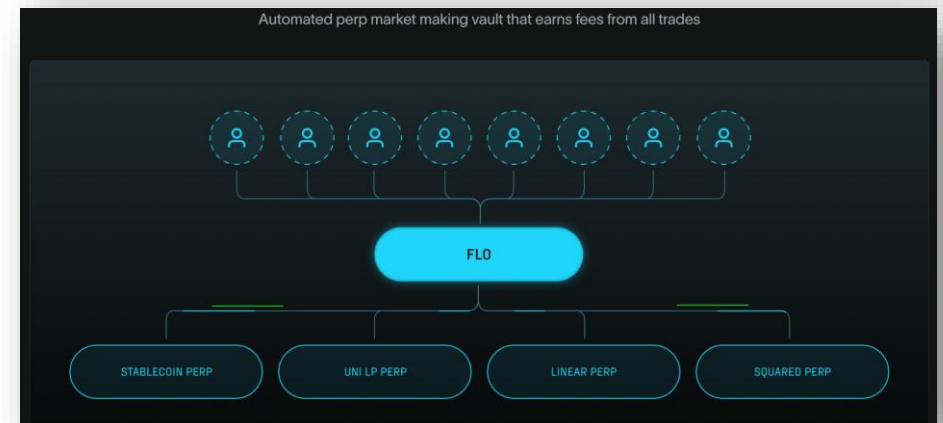 Automated perp market making vault that earns fees from all trades
FLO
STABLECOIN PERP
UNI LP PERP
LINEAR PERP
SQUARED PERP